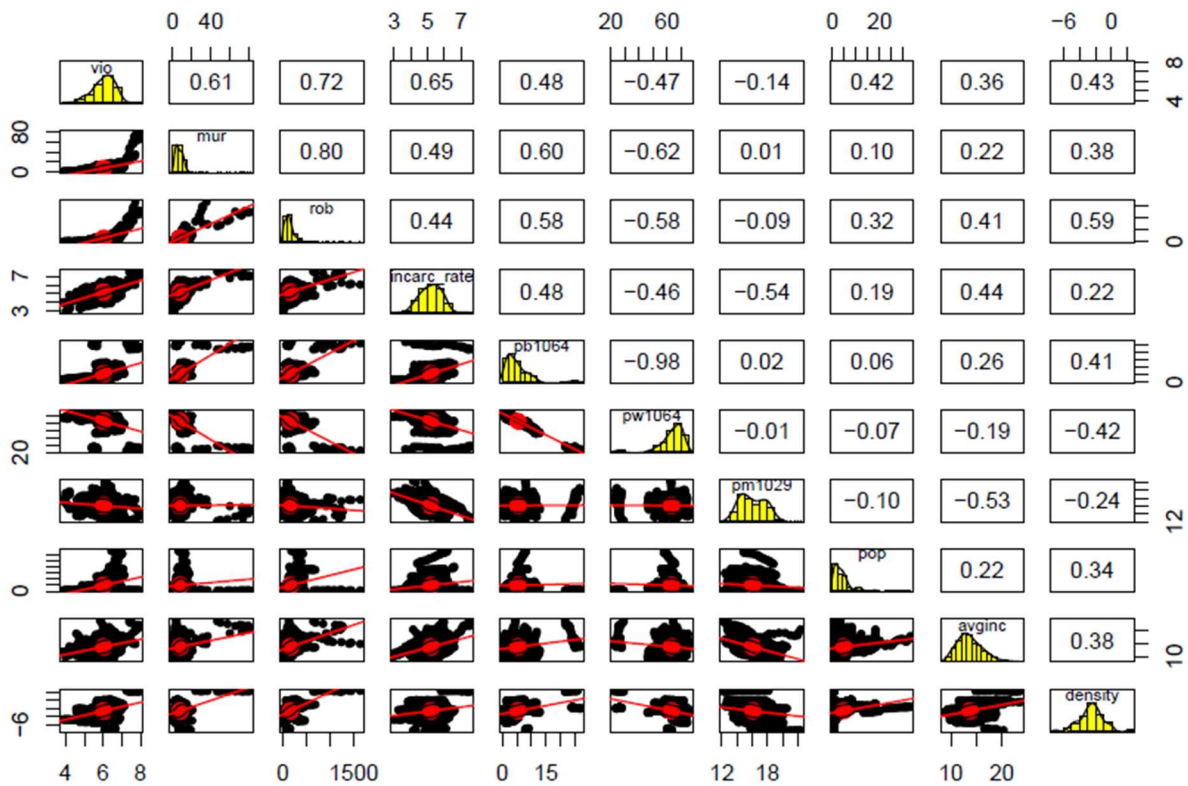 0 40 3 5 7 20 60 0 20 −6 0
vio 0.61 0.72 0.65 0.48 −0.47 −0.14 0.42 0.36 0.43 4 8
0 80 mur 0.80 0.49 0.60 −0.62 0.01 0.10 0.22 0.38
rob 0.44 0.58 −0.58 −0.09 0.32 0.41 0.59 0
3 7 incarc_rate 0.48 −0.46 −0.54 0.19 0.44 0.22
pb1064 −0.98 0.02 0.06 0.26 0.41 0
20 pw1064 −0.01 −0.07 −0.19 −0.42
pm1029 −0.10 −0.53 −0.24 12
0 pop 0.22 0.34
avginc 0.38 10
−6 density
4 6 8 0 1500 0 15 12 18 10 20